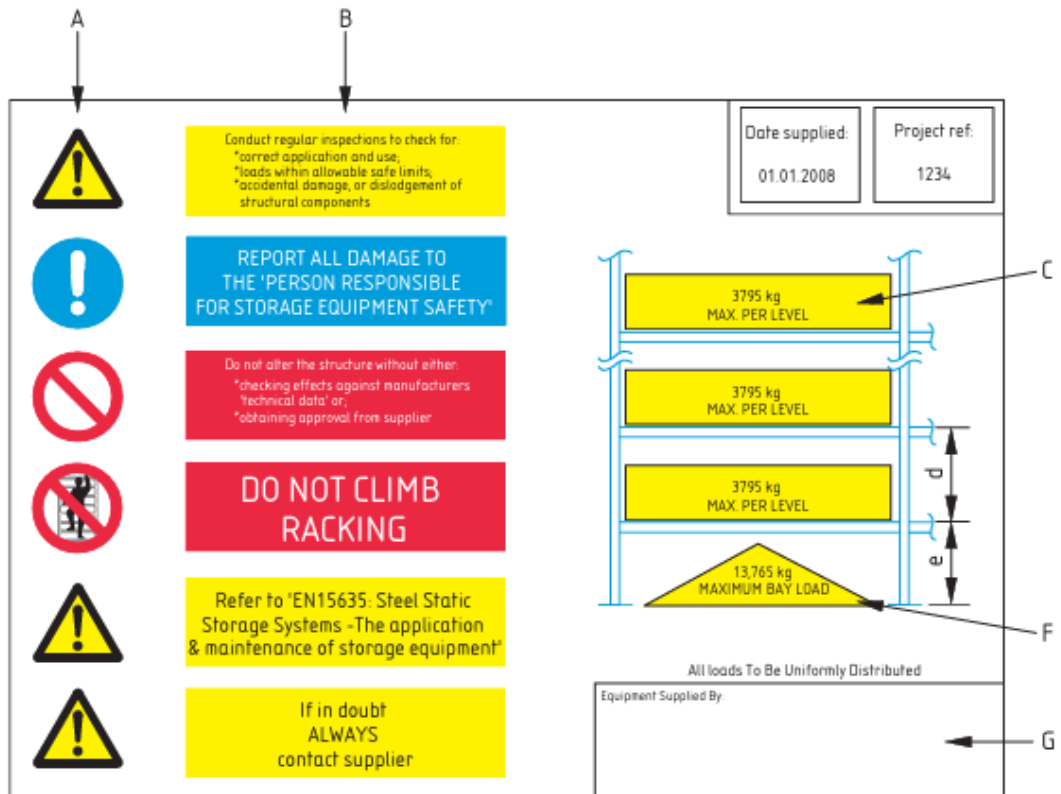 A
B
Conduct regular inspections to check for:
*correct application and use;
*loads within allowable safe limits;
*accidental damage, or dislodgement of
structural components
REPORT ALL DAMAGE TO
THE 'PERSON RESPONSIBLE
FOR STORAGE EQUIPMENT SAFETY'
Do not alter the structure without either:
*checking effects against manufacturers
'technical data' or;
*obtaining approval from supplier
DO NOT CLIMB
RACKING
Refer to 'EN15635: Steel Static
Storage Systems -The application
& maintenance of storage equipment'
If in doubt
ALWAYS
contact supplier
Date supplied:
01.01.2008
Project ref:
1234
C
3795 kg
MAX. PER LEVEL
3795 kg
MAX. PER LEVEL
d
3795 kg
MAX. PER LEVEL
e
13,765 kg
MAXIMUM BAY LOAD
F
All loads To Be Uniformly Distributed
Equipment Supplied By:
G